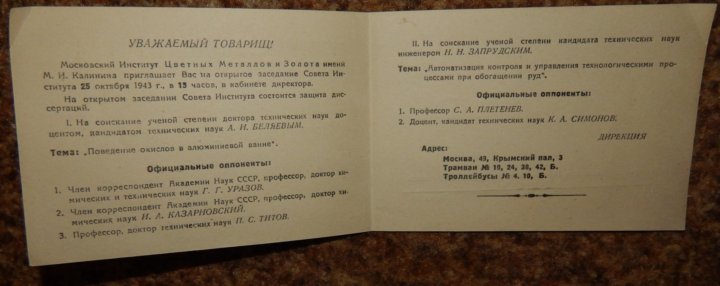 УВАЖАЕМЫЙ ТОВАРИЩ!
Московский Институт Цветных Металлов и Золота имени
М. И. Калинина приглашает Вас на открытое заседание Совета Ин-
ститута 25 октября 1943 г., в 15 часов, в кабинете директора.
На открытом заседании Совета Института состоится защита дис-
сертаций.
I. На соискание ученой степени доктора технических наук до-
центом, кандидатом технических наук А. И. БЕЛЯЕВЫМ.
Тема: „Поведение окислов в алюминиевой ванне".
Официальные оппоненты:
1. Член корреспондент Академии Наук СССР, профессор, доктор хи-
мических и технических наук Г. Г. УРАЗОВ.
2. Член корреспондент Академии Наук СССР, профессор, доктор хи-
мических наук И. А. КАЗАРНОВСКИЙ.
3. Профессор, доктор технических наук П. С. ТИТОВ.
II. На соискание ученой степени кандидата технических наук
инженером Н. Н. ЗАПРУДСКИМ.
Тема: „Автоматизация контроля и управления технологическими про-
цессами при обогащении руд".
Официальные оппоненты:
1. Профессор С. А. ПЛЕТЕНЕВ.
2. Доцент, кандидат технических наук К. А. СИМОНОВ.
ДИРЕКЦИЯ
Адрес:
Москва, 49, Крымский вал, 3
Трамваи № 19, 24, 38, 42, Б.
Троллейбусы № 4, 10, Б.